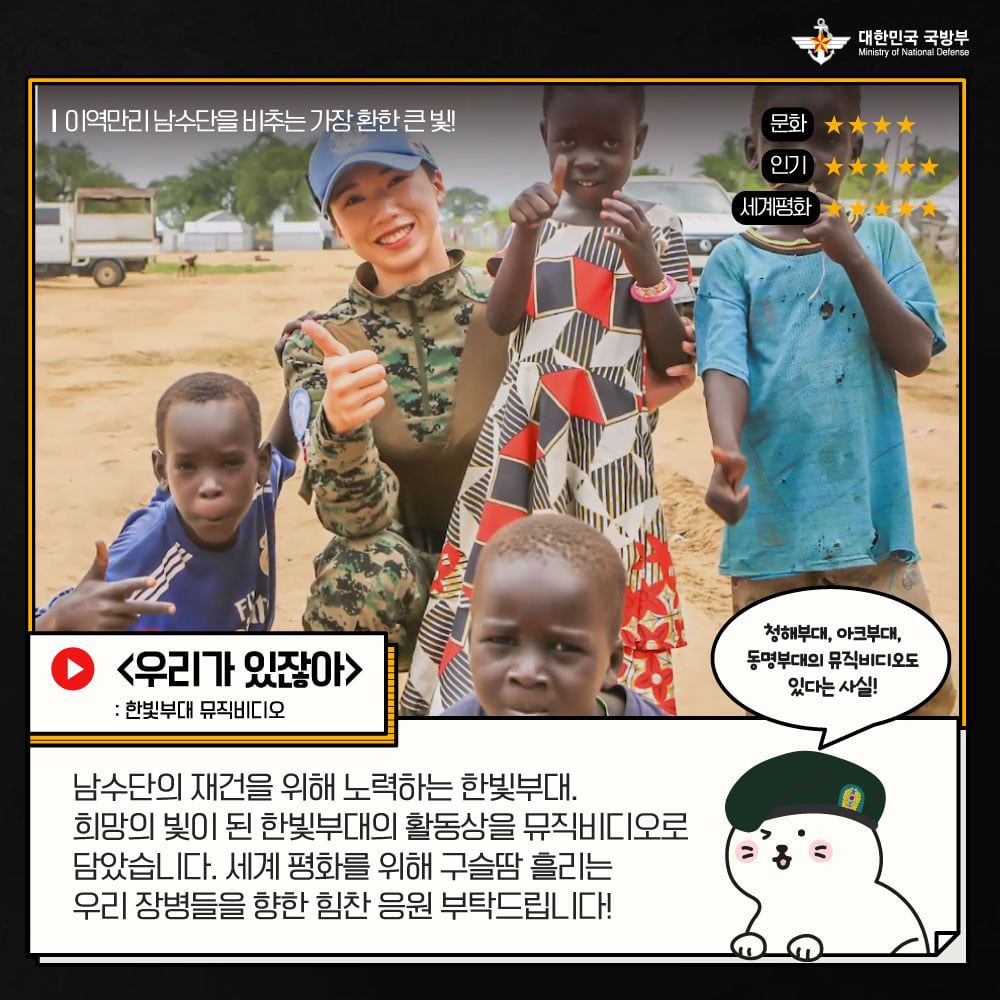 대한민국 국방부
Ministry of National Defense
이역만리 남수단을 비추는 가장 환한 큰 빛!
문화 ★★★★
인기 ★★★★★
세계평화 ★★★★★
<우리가 있잖아>
: 한빛부대 뮤직비디오
청해부대, 아크부대,
동명부대의 뮤직비디오도
있다는 사실!
남수단의 재건을 위해 노력하는 한빛부대.
희망의 빛이 된 한빛부대의 활동상을 뮤직비디오로
담았습니다. 세계 평화를 위해 구슬땀 흘리는
우리 장병들을 향한 힘찬 응원 부탁드립니다!